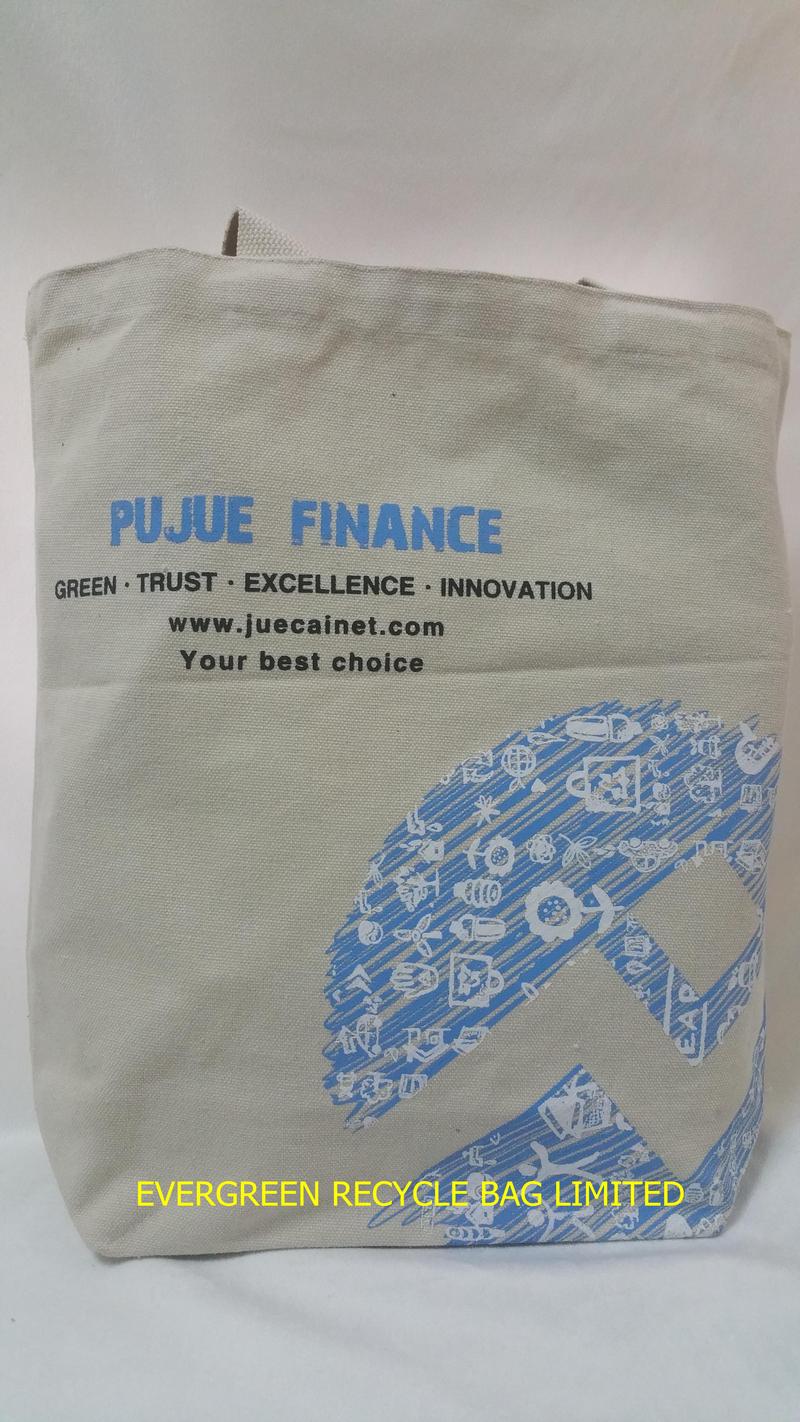 PUJUE FINANCE
GREEN · TRUST · EXCELLENCE · INNOVATION
www.juecainet.com
Your best choice
EVERGREEN RECYCLE BAG LIMITED